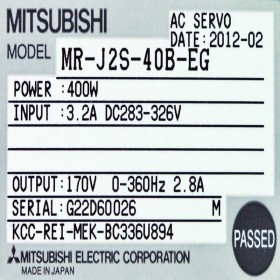 MITSUBISHI AC SERVO
DATE:2012-02
MODEL MR-J2S-40B-EG
POWER :400W
INPUT :3.2A DC283-326V
OUTPUT:170V 0-360Hz 2.8A
SERIAL:G22D60026 M
KCC-REI-MEK-BC336U894
MITSUBISHI ELECTRIC CORPORATION
MADE IN JAPAN
PASSED